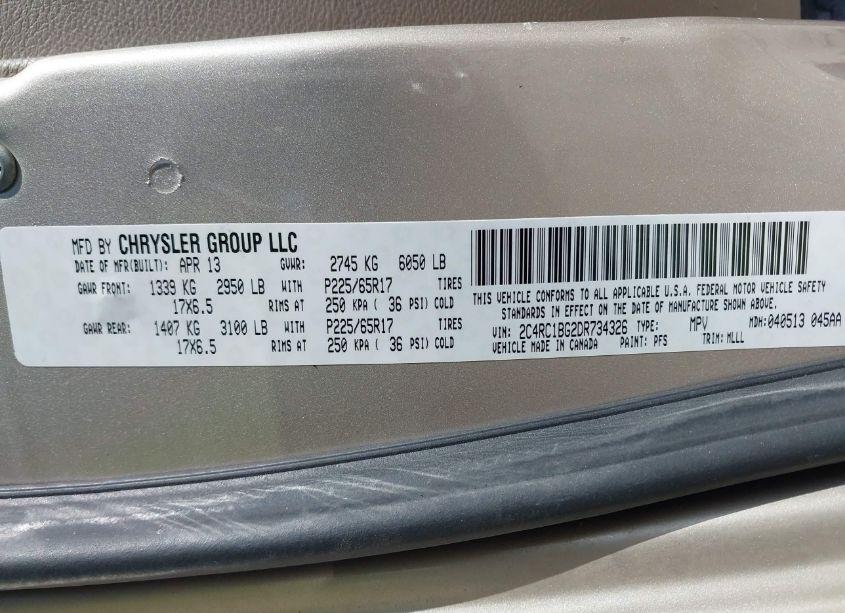 MFD BY CHRYSLER GROUP LLC
DATE OF MFR(BUILT): APR 13 GVWR: 2745 KG 6050 LB
GAWR FRONT: 1339 KG 2950 LB WITH P225/65R17 TIRES
17X6.5 RIMS AT 250 KPA ( 36 PSI) COLD
GAWR REAR: 1407 KG 3100 LB WITH P225/65R17 TIRES
17X6.5 RIMS AT 250 KPA ( 36 PSI) COLD
THIS VEHICLE CONFORMS TO ALL APPLICABLE U.S.A. FEDERAL MOTOR VEHICLE SAFETY
STANDARDS IN EFFECT ON THE DATE OF MANUFACTURE SHOWN ABOVE.
VIN: 2C4RC1BG2DR734326 TYPE: MPV MDH:040513 045AA
VEHICLE MADE IN CANADA PAINT: PFS TRIM: MLLL